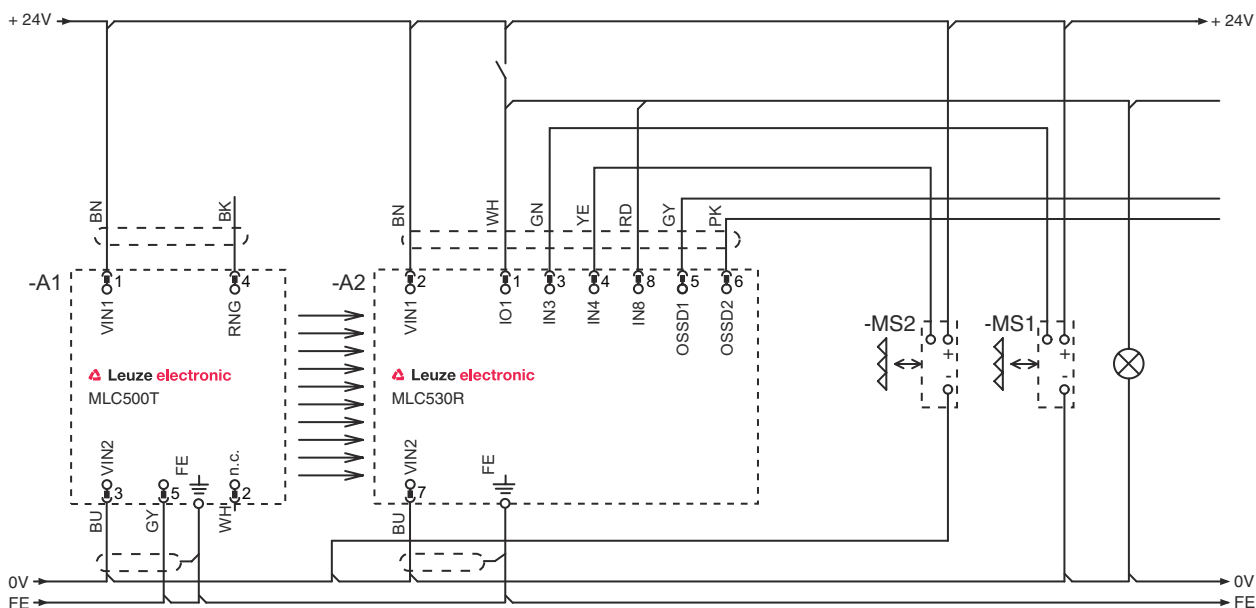 + 24V
+ 24V
BN
BK
BN
WH
GN
YE
RD
GY
PK
-A1
1
4
-A2
2
1
3
4
8
5
6
VIN1
RNG
VIN1
IO1
IN3
IN4
IN8
OSSD1
OSSD2
-MS2
-MS1
+
-
+
-
Leuze electronic
MLC500T
Leuze electronic
MLC530R
VIN2
FE
n.c.
VIN2
FE
3
5
2
7
BU
GY
WH
BU
0V
0V
FE
FE